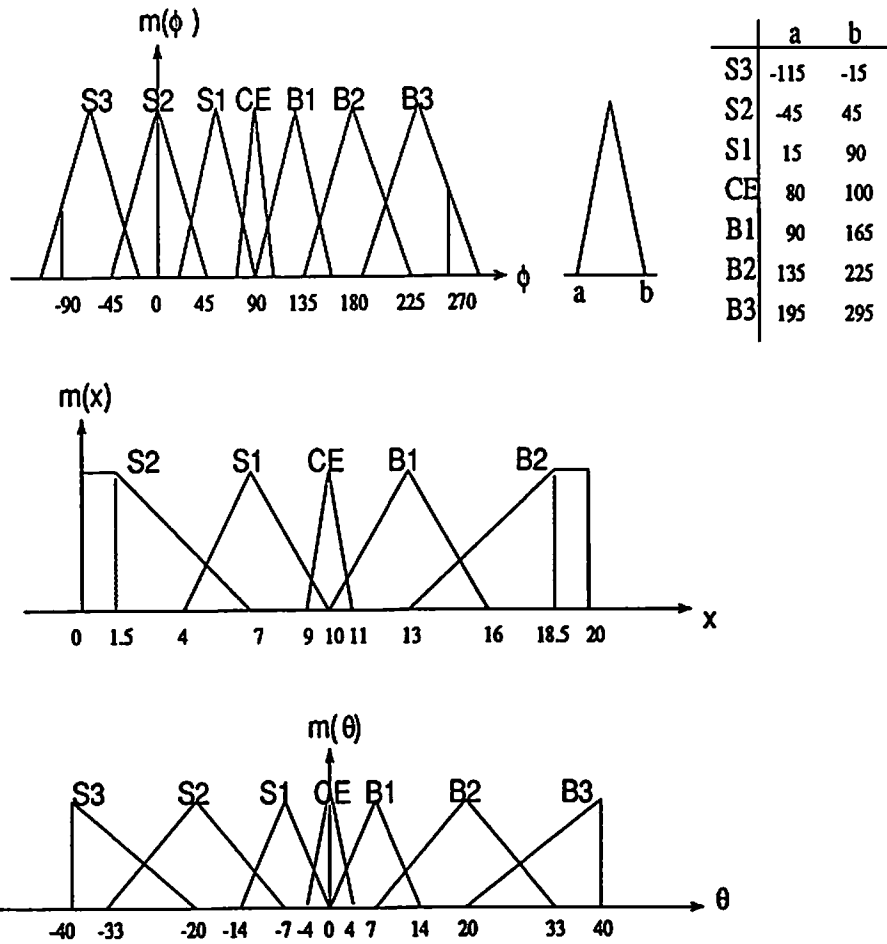 m(ϕ)
S3 S2 S1 CE B1 B2 B3
-90 -45 0 45 90 135 180 225 270 ϕ
a b
a b
S3 -115 -15
S2 -45 45
S1 15 90
CE 80 100
B1 90 165
B2 135 225
B3 195 295
m(x)
S2 S1 CE B1 B2
0 1.5 4 7 9 10 11 13 16 18.5 20 x
m(θ)
S3 S2 S1 CE B1 B2 B3
-40 -33 -20 -14 -7 -4 0 4 7 14 20 33 40 θ